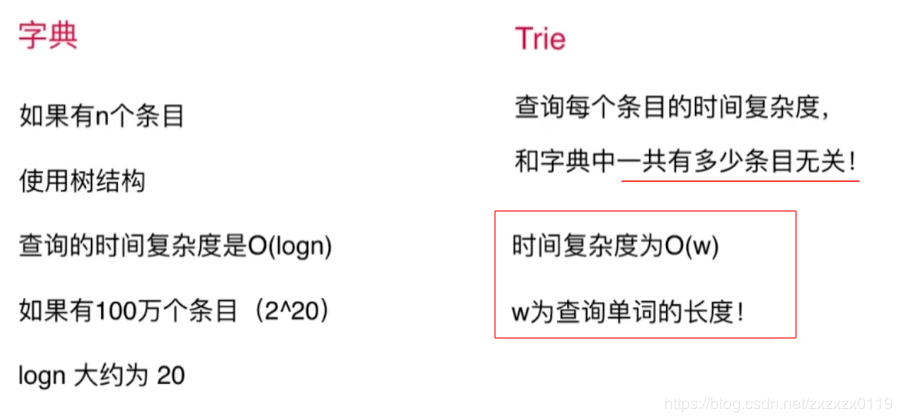 字典
如果有n个条目
使用树结构
查询的时间复杂度是O(logn)
如果有100万个条目（2^20）
logn 大约为 20
Trie
查询每个条目的时间复杂度，
和字典中一共有多少条目无关！
时间复杂度为O(w)
w为查询单词的长度！
https://blog.csdn.net/zxzxzx0119